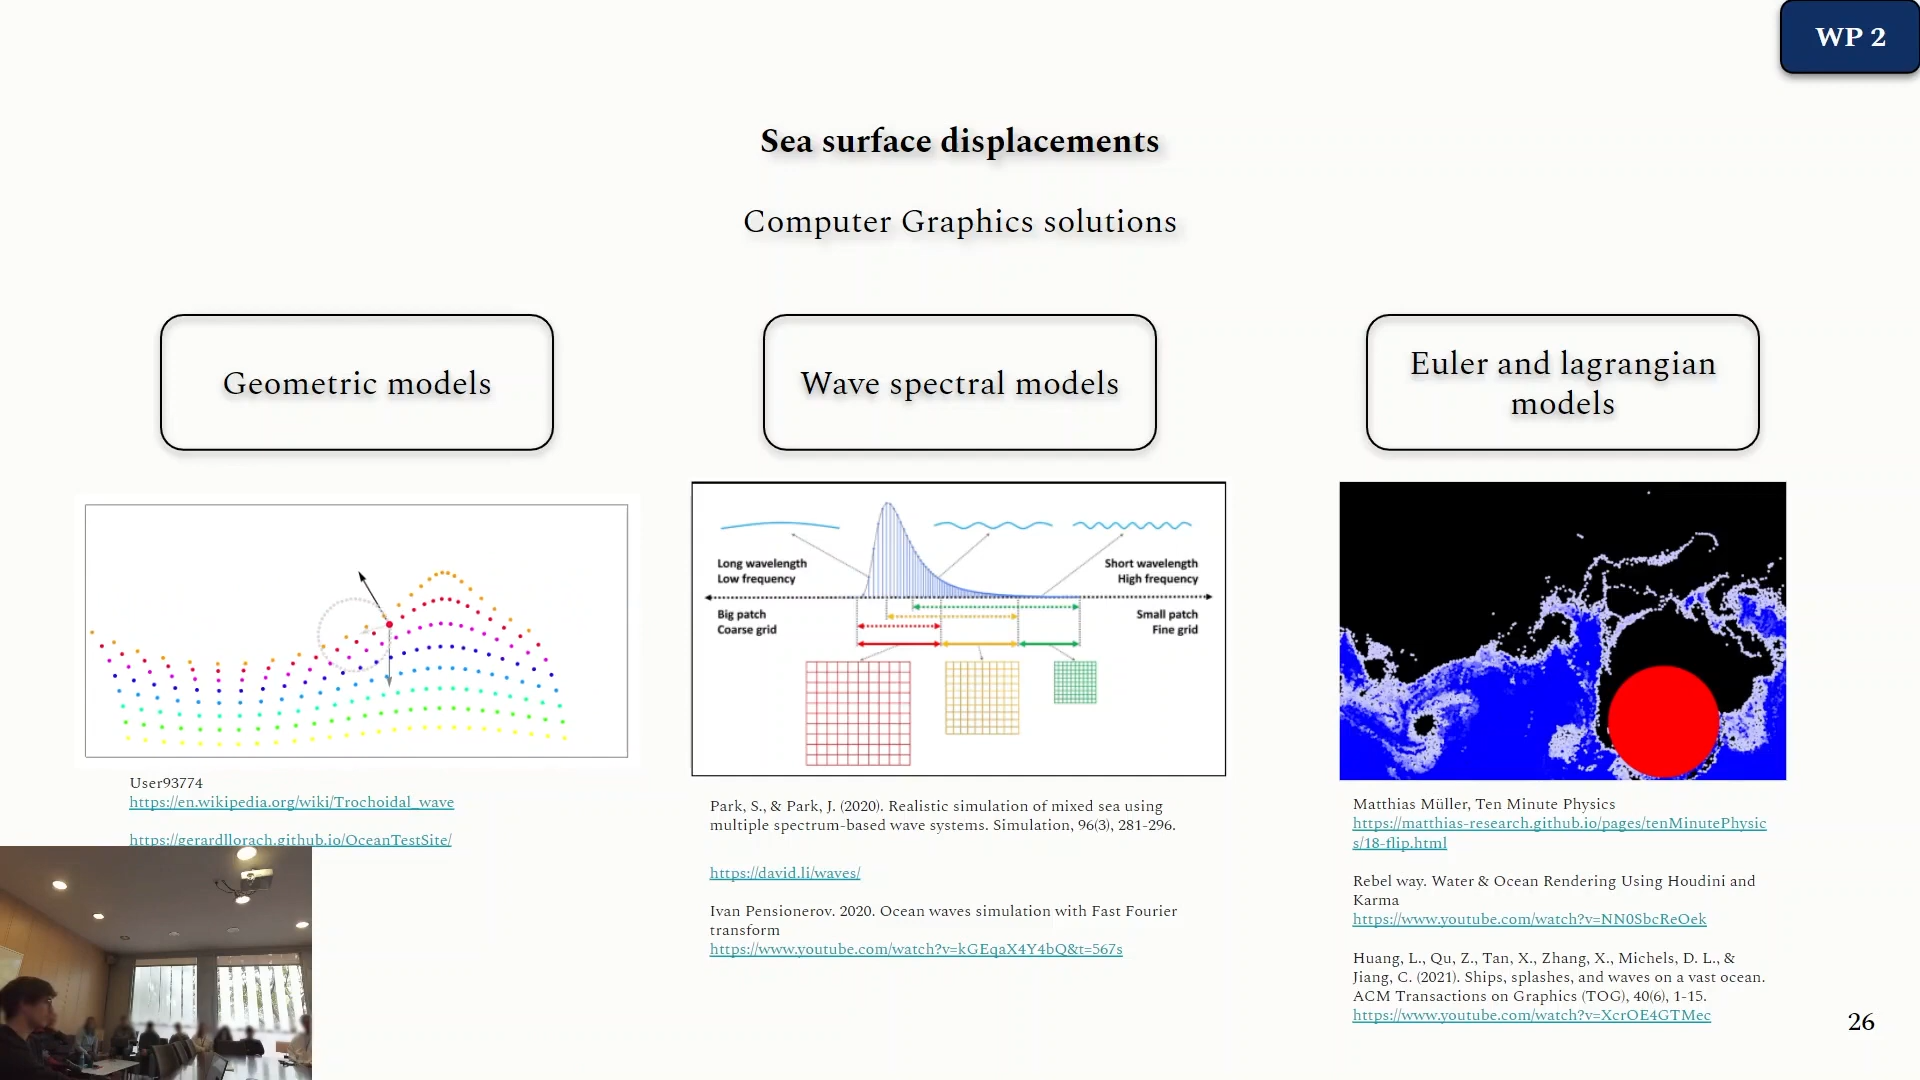 WP 2
Sea surface displacements
Computer Graphics solutions
Geometric models
Wave spectral models
Euler and lagrangian
models
Long wavelength
Low frequency
Short wavelength
High frequency
Big patch
Coarse grid
Small patch
Fine grid
User93774
https://en.wikipedia.org/wiki/Trochoidal_wave
https://gerardllorach.github.io/OceanTestSite/
Park, S., & Park, J. (2020). Realistic simulation of mixed sea using
multiple spectrum-based wave systems. Simulation, 96(3), 281-296.
https://david.li/waves/
Ivan Pensionerov. 2020. Ocean waves simulation with Fast Fourier
transform
https://www.youtube.com/watch?v=kGEqaX4Y4bQ&t=567s
Matthias Müller, Ten Minute Physics
https://matthias-research.github.io/pages/tenMinutePhysic
s/18-flip.html
Rebel way. Water & Ocean Rendering Using Houdini and
Karma
https://www.youtube.com/watch?v=NN0SbcReOek
Huang, L., Qu, Z., Tan, X., Zhang, X., Michels, D. L., &
Jiang, C. (2021). Ships, splashes, and waves on a vast ocean.
ACM Transactions on Graphics (TOG), 40(6), 1-15.
https://www.youtube.com/watch?v=XcrOE4GTMec
26